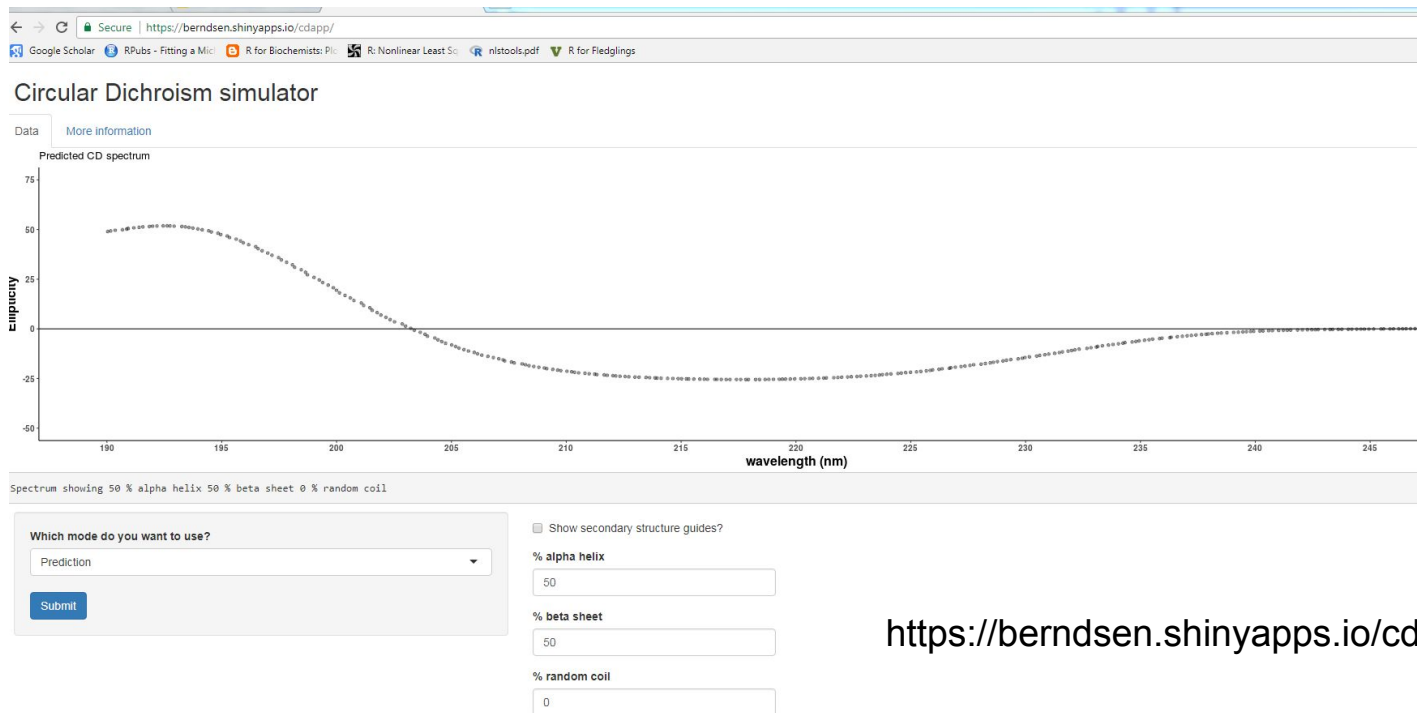 Secure | https://berndsen.shinyapps.io/cdapp/
Google Scholar RPubs - Fitting a Mic R for Biochemists: Plo R: Nonlinear Least Sq nlstools.pdf R for Fledglings
Circular Dichroism simulator
Data More information
Predicted CD spectrum
75
50
25
0
-25
-50
Ellipticity
190 195 200 205 210 215 220 225 230 235 240 245
wavelength (nm)
Spectrum showing 50 % alpha helix 50 % beta sheet 0 % random coil
Which mode do you want to use?
Prediction
Submit
Show secondary structure guides?
% alpha helix
50
% beta sheet
50
% random coil
0
https://berndsen.shinyapps.io/cd